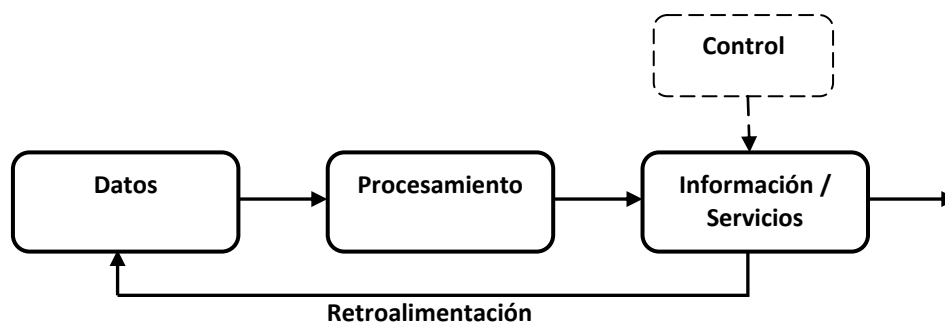 Control
Datos
Procesamiento
Información /
Servicios
Retroalimentación